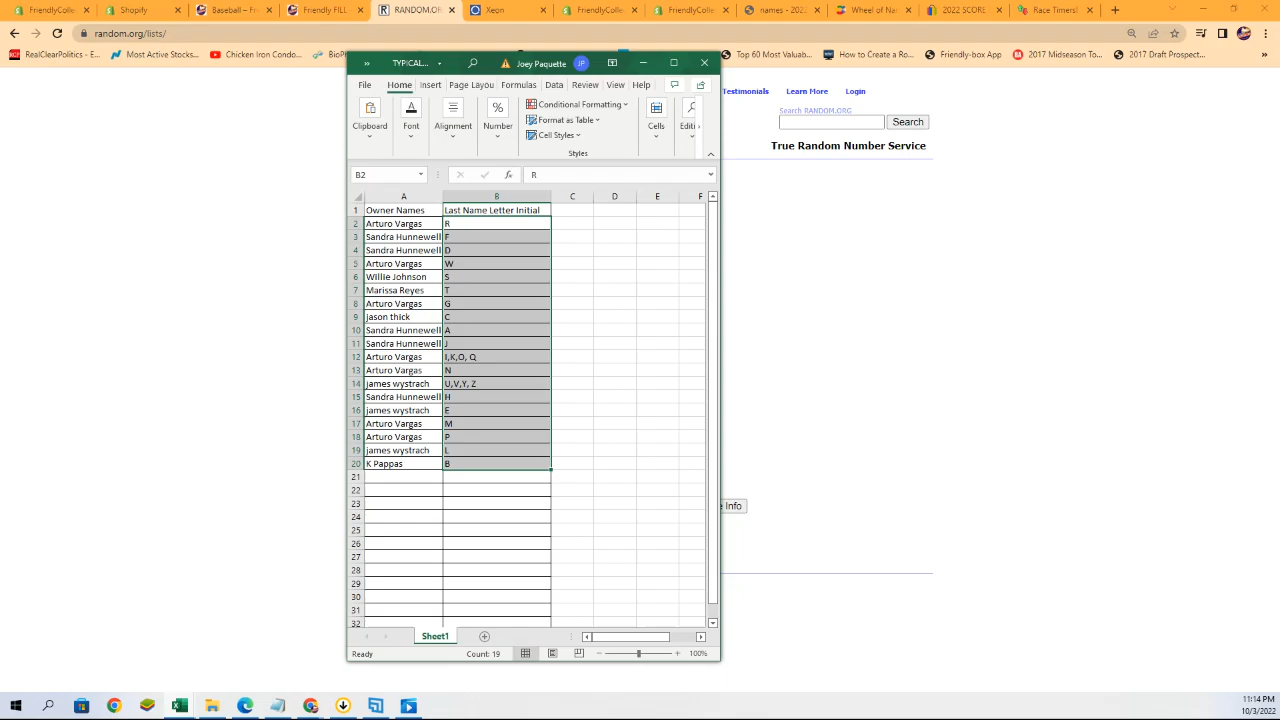 FriendlyCollec
Shopify
Baseball – Frie
Friendly FILLE
RANDOM.OR
Xeon
FriendlyCollec
FriendlyCollec
names - 202
Wheel of Nam
2022 SCORE
Race Timers!
random.org/lists/
RealClearPolitics - E...
Most Active Stocks...
Chicken Iron Condo...
Top 60 Most Valuab...
How to Create a Ro...
Friendly-box AD
2017 Midseason To...
2017 Draft Prospect...
TYPICAL...
Joey Paquette
JP
File Home Insert Page Layou Formulas Data Review View Help
Clipboard
Font
Alignment
Number
Conditional Formatting
Format as Table
Cell Styles
Styles
Cells
Editi
B2
fx
R
A B C D E F
1 Owner Names Last Name Letter Initial
2 Arturo Vargas R
3 Sandra Hunnewell F
4 Sandra Hunnewell D
5 Arturo Vargas W
6 Willie Johnson S
7 Marissa Reyes T
8 Arturo Vargas G
9 jason thick C
10 Sandra Hunnewell A
11 Sandra Hunnewell J
12 Arturo Vargas I,K,O, Q
13 Arturo Vargas N
14 james wystrach U,V,Y, Z
15 Sandra Hunnewell H
16 james wystrach E
17 Arturo Vargas M
18 Arturo Vargas P
19 james wystrach L
20 K Pappas B
21
22
23
24
25
26
27
28
29
30
31
32
Sheet1
Ready
Count: 19
100%
Testimonials Learn More Login
Search RANDOM.ORG
Search
True Random Number Service
e Info
11:14 PM
10/3/2022